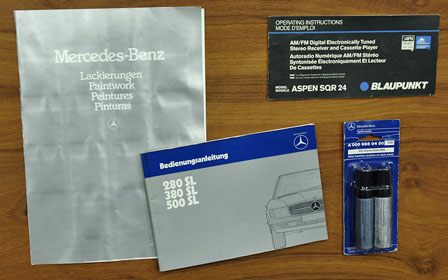 Mercedes-Benz
Lackierungen
Paintwork
Peintures
Pinturas
OPERATING INSTRUCTIONS
MODE D'EMPLOI
AM/FM Digital Electronically Tuned
Stereo Receiver and Cassette Player
Autoradio Numérique AM/FM Stéréo
Syntonisée Électroniquement Et Lecteur
De Cassettes
MODEL
MODÈLE
ASPEN SQR 24
BLAUPUNKT
Bedienungsanleitung
280 SL
380 SL
500 SL
Mercedes-Benz